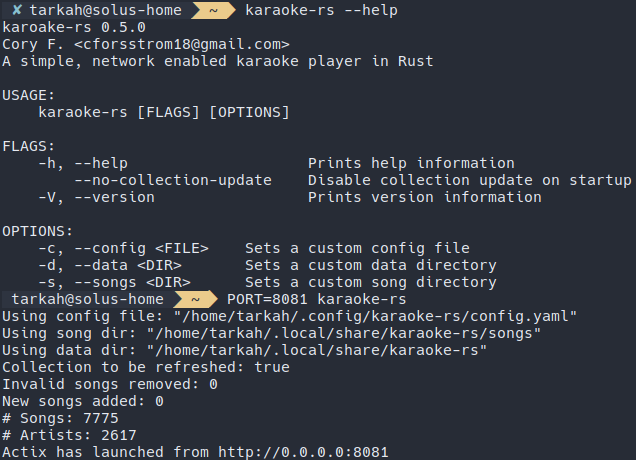 ✘ tarkah@solus-home ~ karaoke-rs --help
karoake-rs 0.5.0
Cory F. <cforsstrom18@gmail.com>
A simple, network enabled karaoke player in Rust
USAGE:
karaoke-rs [FLAGS] [OPTIONS]
FLAGS:
-h, --help Prints help information
--no-collection-update Disable collection update on startup
-V, --version Prints version information
OPTIONS:
-c, --config <FILE> Sets a custom config file
-d, --data <DIR> Sets a custom data directory
-s, --songs <DIR> Sets a custom song directory
tarkah@solus-home ~ PORT=8081 karaoke-rs
Using config file: "/home/tarkah/.config/karaoke-rs/config.yaml"
Using song dir: "/home/tarkah/.local/share/karaoke-rs/songs"
Using data dir: "/home/tarkah/.local/share/karaoke-rs"
Collection to be refreshed: true
Invalid songs removed: 0
New songs added: 0
# Songs: 7775
# Artists: 2617
Actix has launched from http://0.0.0.0:8081